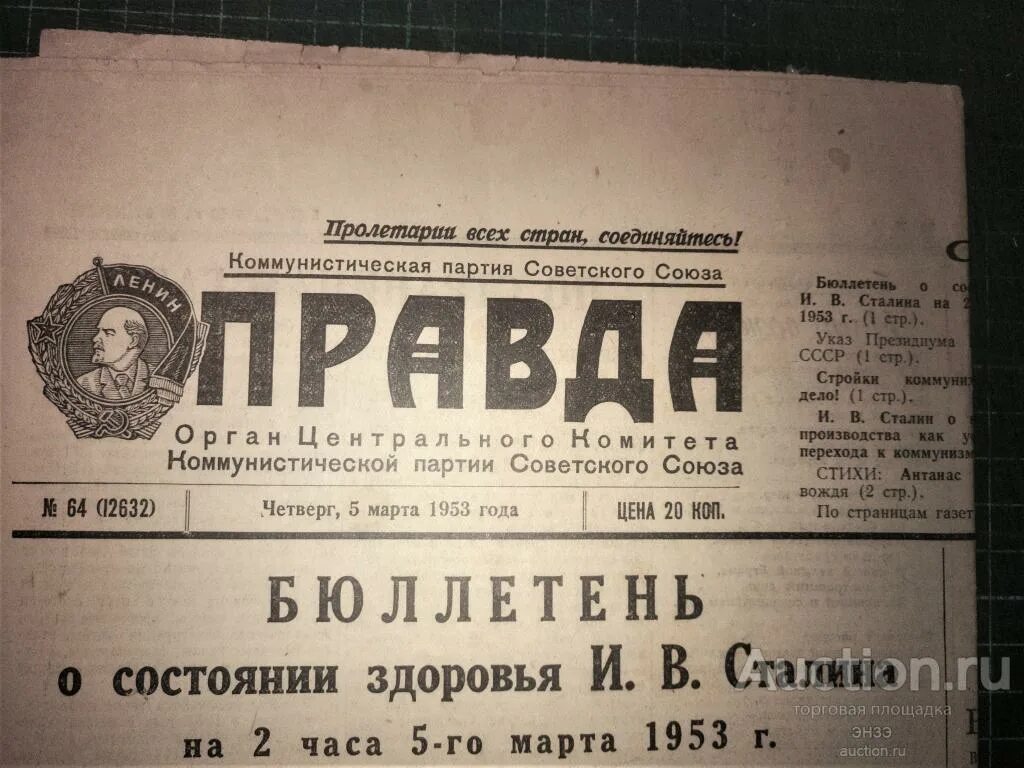 Пролетарии всех стран, соединяйтесь!
Коммунистическая партия Советского Союза
ЛЕНИН
ПРАВДА
Орган Центрального Комитета
Коммунистической партии Советского Союза
№ 64 (12632)
Четверг, 5 марта 1953 года
ЦЕНА 20 КОП.
Бюллетень о
И. В. Сталина на
1953 г. (1 стр.).
Указ Президиума
СССР (1 стр.).
Стройки
дело! (1 стр.).
И. В. Сталин о
производства как
перехода к
СТИХИ: Антанас
вождя (2 стр.).
По страницам
БЮЛЛЕТЕНЬ
о состоянии здоровья И. В. Сталина
на 2 часа 5-го марта 1953 г.
Auction.ru
торговая площадка
ЭНЗЭ
auction.ru